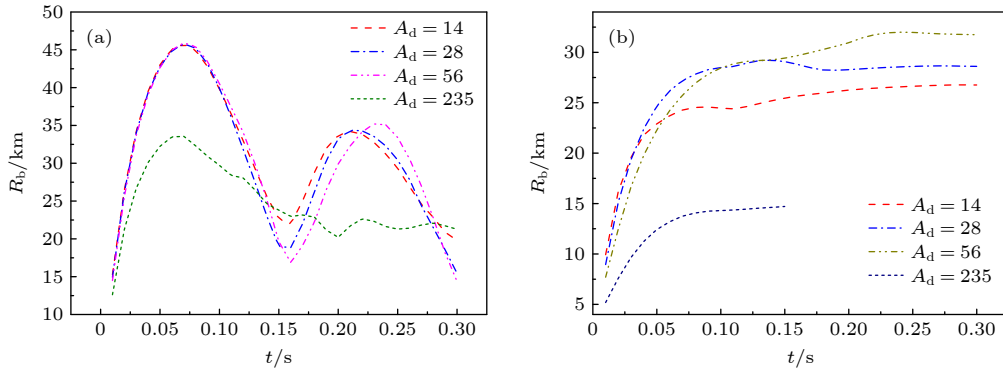 (a)
A_d = 14
A_d = 28
A_d = 56
A_d = 235
R_b/km
50
45
40
35
30
25
20
15
10
0 0.05 0.10 0.15 0.20 0.25 0.30
t/s
(b)
R_b/km
30
25
20
15
10
5
A_d = 14
A_d = 28
A_d = 56
A_d = 235
0 0.05 0.10 0.15 0.20 0.25 0.30
t/s